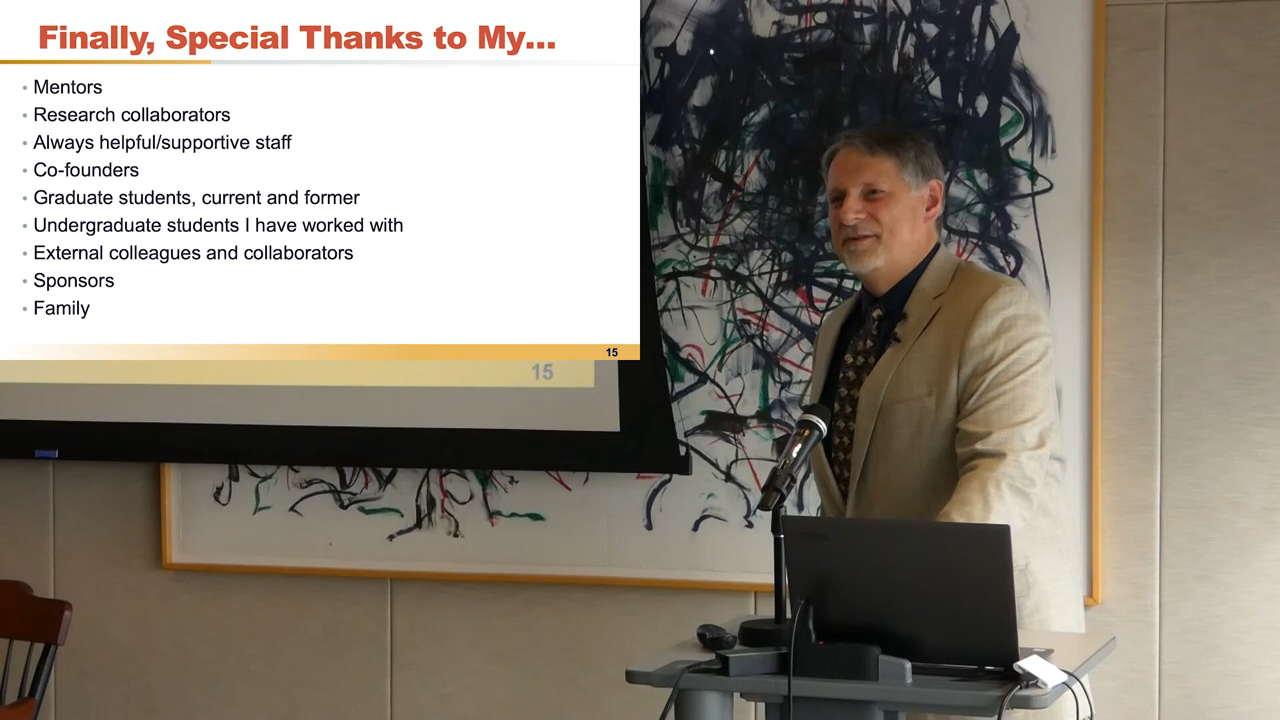 Finally, Special Thanks to My...
• Mentors
• Research collaborators
• Always helpful/supportive staff
• Co-founders
• Graduate students, current and former
• Undergraduate students I have worked with
• External colleagues and collaborators
• Sponsors
• Family
15
15